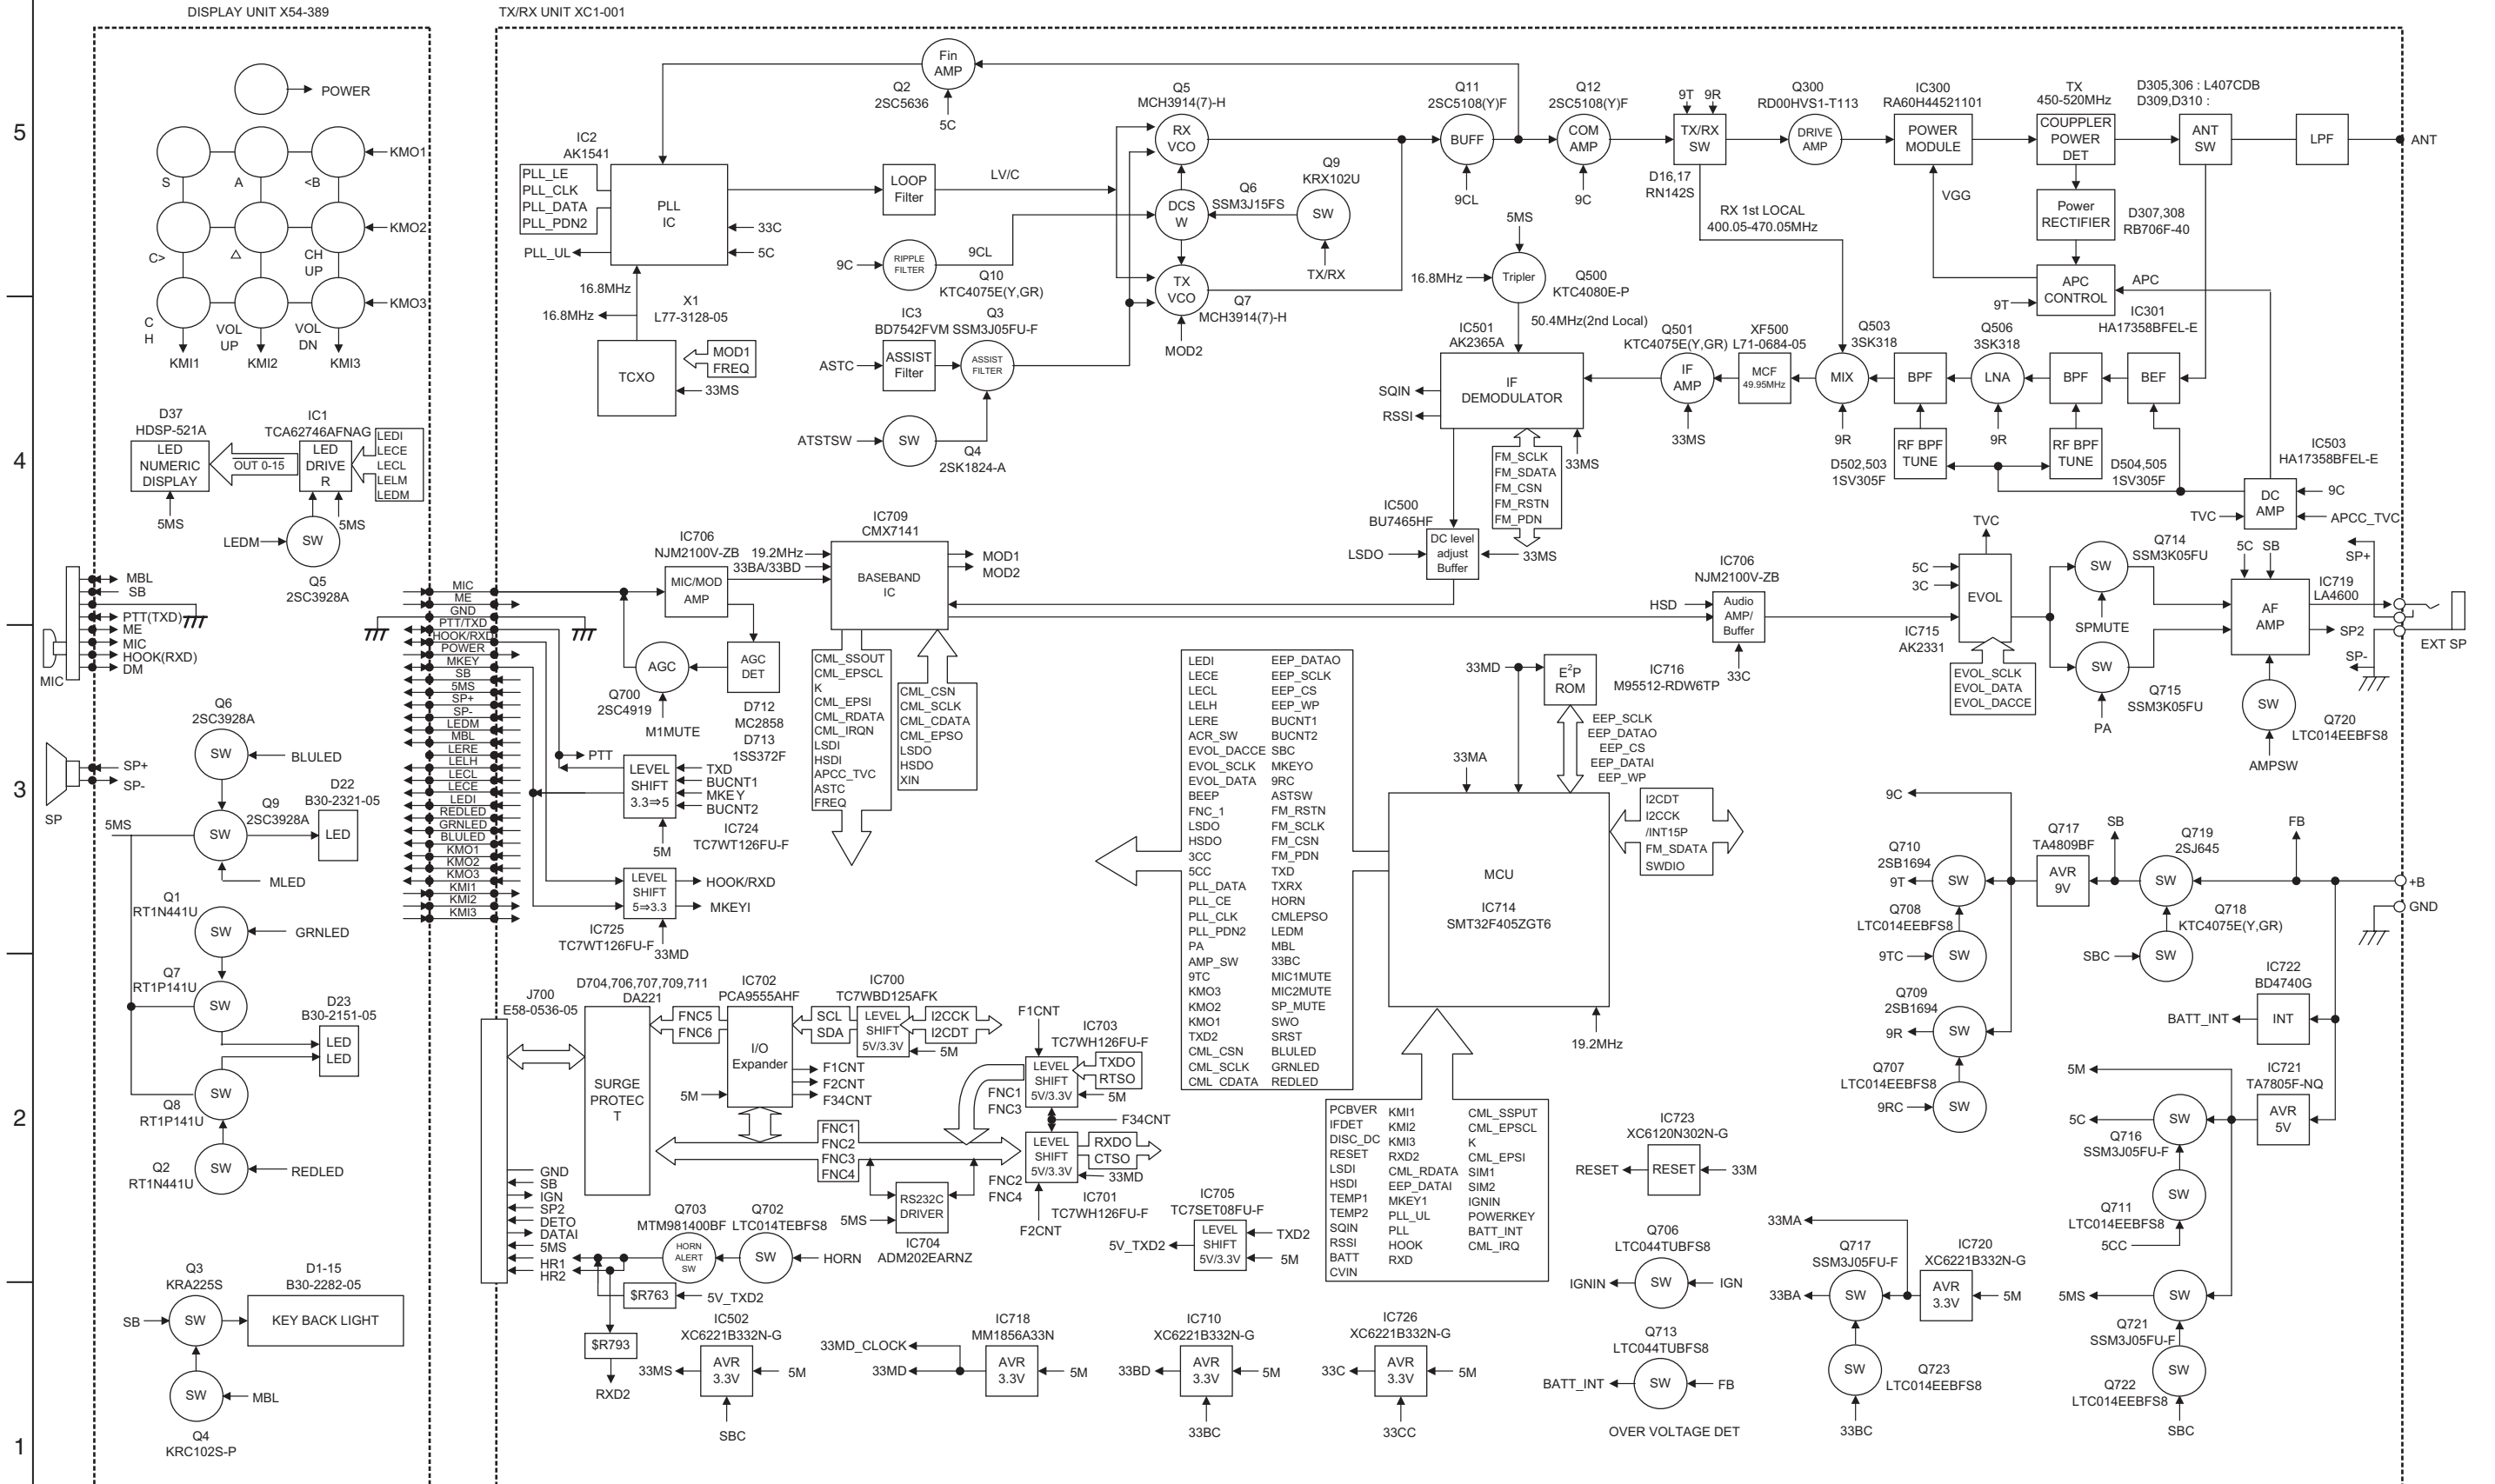 DISPLAY UNIT X54-389
TX/RX UNIT XC1-001
5
4
3
2
1
POWER
S
A
<B
KMO1
C>
△
CH
UP
KMO2
C
H
VOL
UP
VOL
DN
KMO3
KMI1
KMI2
KMI3
D37
HDSP-521A
LED
NUMERIC
DISPLAY
5MS
OUT 0-15
IC1
TCA62746AFNAG
LED
DRIVE
R
LEDI
LECE
LECL
LELM
LEDM
5MS
LEDM
SW
Q5
2SC3928A
MBL
SB
PTT(TXD)
ME
MIC
HOOK(RXD)
DM
MIC
SP+
SP-
SP
Q6
2SC3928A
SW
BLULED
Q9
2SC3928A
SW
D22
B30-2321-05
LED
5MS
MLED
Q1
RT1N441U
SW
GRNLED
Q7
RT1P141U
SW
D23
B30-2151-05
LED
LED
SW
Q8
RT1P141U
Q2
RT1N441U
SW
REDLED
Q3
KRA225S
SB
SW
D1-15
B30-2282-05
KEY BACK LIGHT
SW
MBL
Q4
KRC102S-P
MIC
ME
GND
PTT/TXD
HOOK/RXD
POWER
MKEY
SB
5MS
SP+
SP-
LEDM
MBL
LERE
LELH
LECL
LECE
LEDI
REDLED
GRNLED
BLULED
KMO1
KMO2
KMO3
KMI1
KMI2
KMI3
Fin
AMP
Q2
2SC5636
5C
IC2
AK1541
PLL_LE
PLL_CLK
PLL_DATA
PLL_PDN2
PLL_UL
PLL
IC
33C
5C
LOOP
Filter
LV/C
9C
RIPPLE
FILTER
9CL
Q10
KTC4075E(Y,GR)
16.8MHz
16.8MHz
X1
L77-3128-05
TCXO
MOD1
FREQ
33MS
IC3
BD7542FVM
ASTC
ASSIST
Filter
Q3
SSM3J05FU-F
ASSIST
FILTER
ATSTSW
SW
Q4
2SK1824-A
Q5
MCH3914(7)-H
RX
VCO
DCS
W
Q6
SSM3J15FS
Q9
KRX102U
SW
TX/RX
TX
VCO
Q7
MCH3914(7)-H
MOD2
Q11
2SC5108(Y)F
BUFF
9CL
Q12
2SC5108(Y)F
COM
AMP
9C
9T
9R
TX/RX
SW
D16,17
RN142S
RX 1st LOCAL
400.05-470.05MHz
Q300
RD00HVS1-T113
DRIVE
AMP
IC300
RA60H44521101
POWER
MODULE
VGG
TX
450-520MHz
COUPPLER
POWER
DET
D305,306 : L407CDB
D309,D310 :
ANT
SW
LPF
ANT
Power
RECTIFIER
D307,308
RB706F-40
APC
CONTROL
APC
9T
IC301
HA17358BFEL-E
5MS
16.8MHz
Tripler
Q500
KTC4080E-P
50.4MHz(2nd Local)
IC501
AK2365A
IF
DEMODULATOR
SQIN
RSSI
FM_SCLK
FM_SDATA
FM_CSN
FM_RSTN
FM_PDN
33MS
Q501
KTC4075E(Y,GR)
IF
AMP
33MS
XF500
L71-0684-05
MCF
49.95MHz
Q503
3SK318
MIX
9R
BPF
Q506
3SK318
LNA
9R
BPF
BEF
RF BPF
TUNE
D502,503
1SV305F
RF BPF
TUNE
D504,505
1SV305F
IC503
HA17358BFEL-E
DC
AMP
9C
TVC
APCC_TVC
IC500
BU7465HF
LSDO
DC level
adjust
Buffer
33MS
IC706
NJM2100V-ZB
MIC/MOD
AMP
IC709
CMX7141
19.2MHz
33BA/33BD
BASEBAND
IC
MOD1
MOD2
AGC
Q700
2SC4919
M1MUTE
AGC
DET
D712
MC2858
D713
1SS372F
CML_SSOUT
CML_EPSCL
K
CML_EPSI
CML_RDATA
CML_IRQN
LSDI
HSDI
APCC_TVC
ASTC
FREQ
CML_CSN
CML_SCLK
CML_CDATA
CML_EPSO
LSDO
HSDO
XIN
PTT
LEVEL
SHIFT
3.3⇒5
TXD
BUCNT1
MKEY
BUCNT2
5M
IC724
TC7WT126FU-F
LEVEL
SHIFT
5⇒3.3
HOOK/RXD
MKEYI
IC725
TC7WT126FU-F
33MD
IC706
NJM2100V-ZB
HSD
Audio
AMP/
Buffer
33C
TVC
5C
3C
EVOL
IC715
AK2331
EVOL_SCLK
EVOL_DATA
EVOL_DACCE
Q714
SSM3K05FU
SW
SPMUTE
SW
Q715
SSM3K05FU
PA
5C
SB
SP+
IC719
LA4600
AF
AMP
SP2
SP-
EXT SP
SW
Q720
LTC014EEBFS8
AMPSW
LEDI
LECE
LECL
LELH
LERE
ACR_SW
EVOL_DACCE
EVOL_SCLK
EVOL_DATA
BEEP
FNC_1
LSDO
HSDO
3CC
5CC
PLL_DATA
PLL_CE
PLL_CLK
PLL_PDN2
PA
AMP_SW
9TC
KMO3
KMO2
KMO1
TXD2
CML_CSN
CML_SCLK
CML_CDATA
EEP_DATAO
EEP_SCLK
EEP_CS
EEP_WP
BUCNT1
BUCNT2
SBC
MKEYO
9RC
ASTSW
FM_RSTN
FM_SCLK
FM_CSN
FM_PDN
TXD
TXRX
HORN
CMLEPSO
LEDM
MBL
33BC
MIC1MUTE
MIC2MUTE
SP_MUTE
SWO
SRST
BLULED
GRNLED
REDLED
33MD
E²P
ROM
IC716
M95512-RDW6TP
EEP_SCLK
EEP_DATAO
EEP_CS
EEP_DATAI
EEP_WP
33MA
I2CDT
I2CCK
/INT15P
FM_SDATA
SWDIO
MCU
IC714
SMT32F405ZGT6
19.2MHz
PCBVER
IFDET
DISC_DC
RESET
LSDI
HSDI
TEMP1
TEMP2
SQIN
RSSI
BATT
CVIN
KMI1
KMI2
KMI3
RXD2
CML_RDATA
EEP_DATAI
MKEY1
PLL_UL
PLL
HOOK
RXD
CML_SSPUT
CML_EPSCL
K
CML_EPSI
SIM1
SIM2
IGNIN
POWERKEY
BATT_INT
CML_IRQ
J700
E58-0536-05
D704,706,707,709,711
DA221
SURGE
PROTEC
T
FNC5
FNC6
IC702
PCA9555AHF
I/O
Expander
5M
F1CNT
F2CNT
F34CNT
SCL
SDA
IC700
TC7WBD125AFK
LEVEL
SHIFT
5V/3.3V
I2CCK
I2CDT
5M
FNC1
FNC2
FNC3
FNC4
F1CNT
IC703
TC7WH126FU-F
LEVEL
SHIFT
5V/3.3V
TXDO
RTSO
5M
FNC1
FNC3
F34CNT
LEVEL
SHIFT
5V/3.3V
RXDO
CTSO
33MD
FNC2
FNC4
IC701
TC7WH126FU-F
F2CNT
RS232C
DRIVER
5MS
IC704
ADM202EARNZ
GND
SB
IGN
SP2
DETO
DATAI
5MS
HR1
HR2
Q703
MTM981400BF
HORN
ALERT
SW
Q702
LTC014TEBFS8
SW
HORN
$R763
5V_TXD2
$R793
RXD2
IC705
TC7SET08FU-F
LEVEL
SHIFT
5V/3.3V
TXD2
5V_TXD2
5M
IC502
XC6221B332N-G
33MS
AVR
3.3V
5M
SBC
33MD_CLOCK
33MD
IC718
MM1856A33N
AVR
3.3V
5M
IC710
XC6221B332N-G
33BD
AVR
3.3V
5M
33BC
IC726
XC6221B332N-G
33C
AVR
3.3V
5M
33CC
IC723
XC6120N302N-G
RESET
RESET
33M
Q706
LTC044TUBFS8
IGNIN
SW
IGN
Q713
LTC044TUBFS8
BATT_INT
SW
FB
OVER VOLTAGE DET
9C
Q710
2SB1694
9T
SW
Q708
LTC014EEBFS8
9TC
SW
Q709
2SB1694
9R
SW
Q707
LTC014EEBFS8
9RC
SW
Q717
TA4809BF
AVR
9V
SB
Q719
2SJ645
SW
FB
+B
GND
Q718
KTC4075E(Y,GR)
SBC
SW
IC722
BD4740G
BATT_INT
INT
IC721
TA7805F-NQ
AVR
5V
5M
5C
SW
Q716
SSM3J05FU-F
SW
Q711
LTC014EEBFS8
5CC
33MA
Q717
SSM3J05FU-F
33BA
SW
IC720
XC6221B332N-G
AVR
3.3V
5M
SW
Q723
LTC014EEBFS8
33BC
5MS
SW
Q721
SSM3J05FU-F
SW
Q722
LTC014EEBFS8
SBC